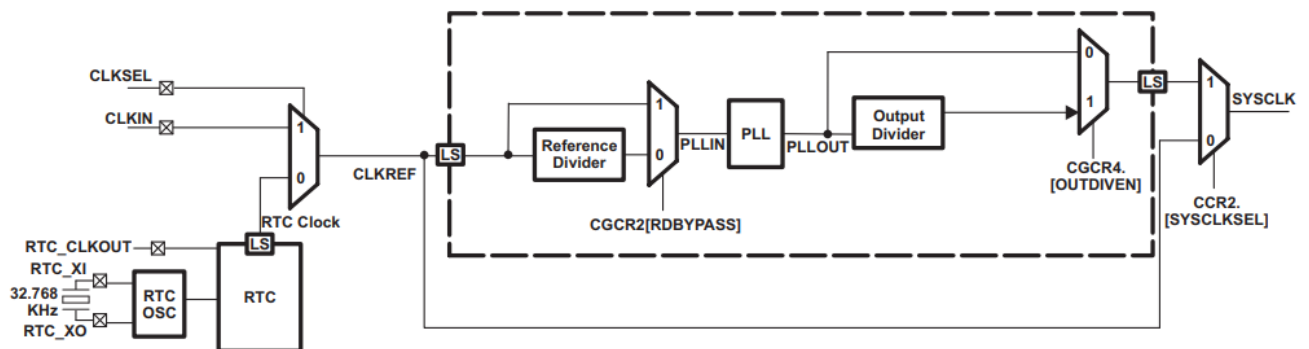 CLKSEL
CLKIN
1
0
CLKREF
RTC Clock
LS
RTC_CLKOUT
RTC_XI
32.768
KHz
RTC_XO
RTC
OSC
RTC
LS
Reference
Divider
1
0
CGCR2[RDBYPASS]
PLLIN
PLL
PLLOUT
Output
Divider
0
1
CGCR4.
[OUTDIVEN]
LS
1
0
SYSCLK
CCR2.
[SYSCLKSEL]